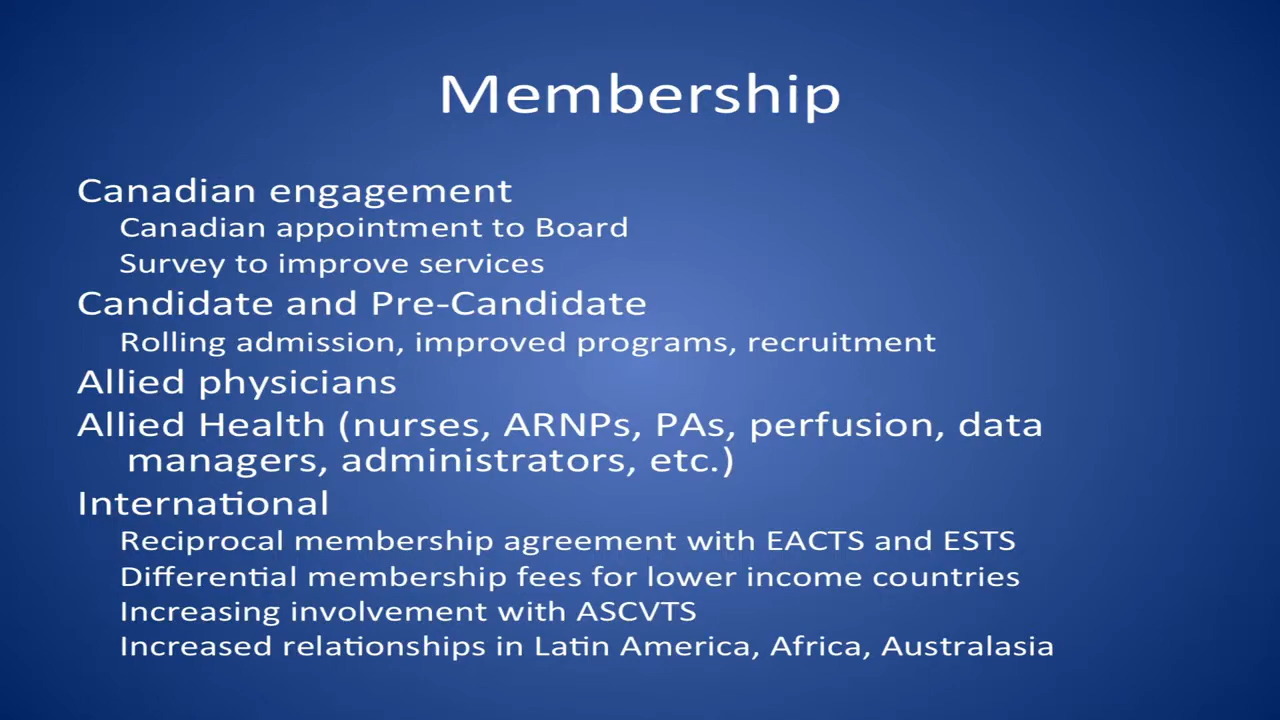 Membership
Canadian engagement
Canadian appointment to Board
Survey to improve services
Candidate and Pre-Candidate
Rolling admission, improved programs, recruitment
Allied physicians
Allied Health (nurses, ARNPs, PAs, perfusion, data
managers, administrators, etc.)
International
Reciprocal membership agreement with EACTS and ESTS
Differential membership fees for lower income countries
Increasing involvement with ASCVTS
Increased relationships in Latin America, Africa, Australasia